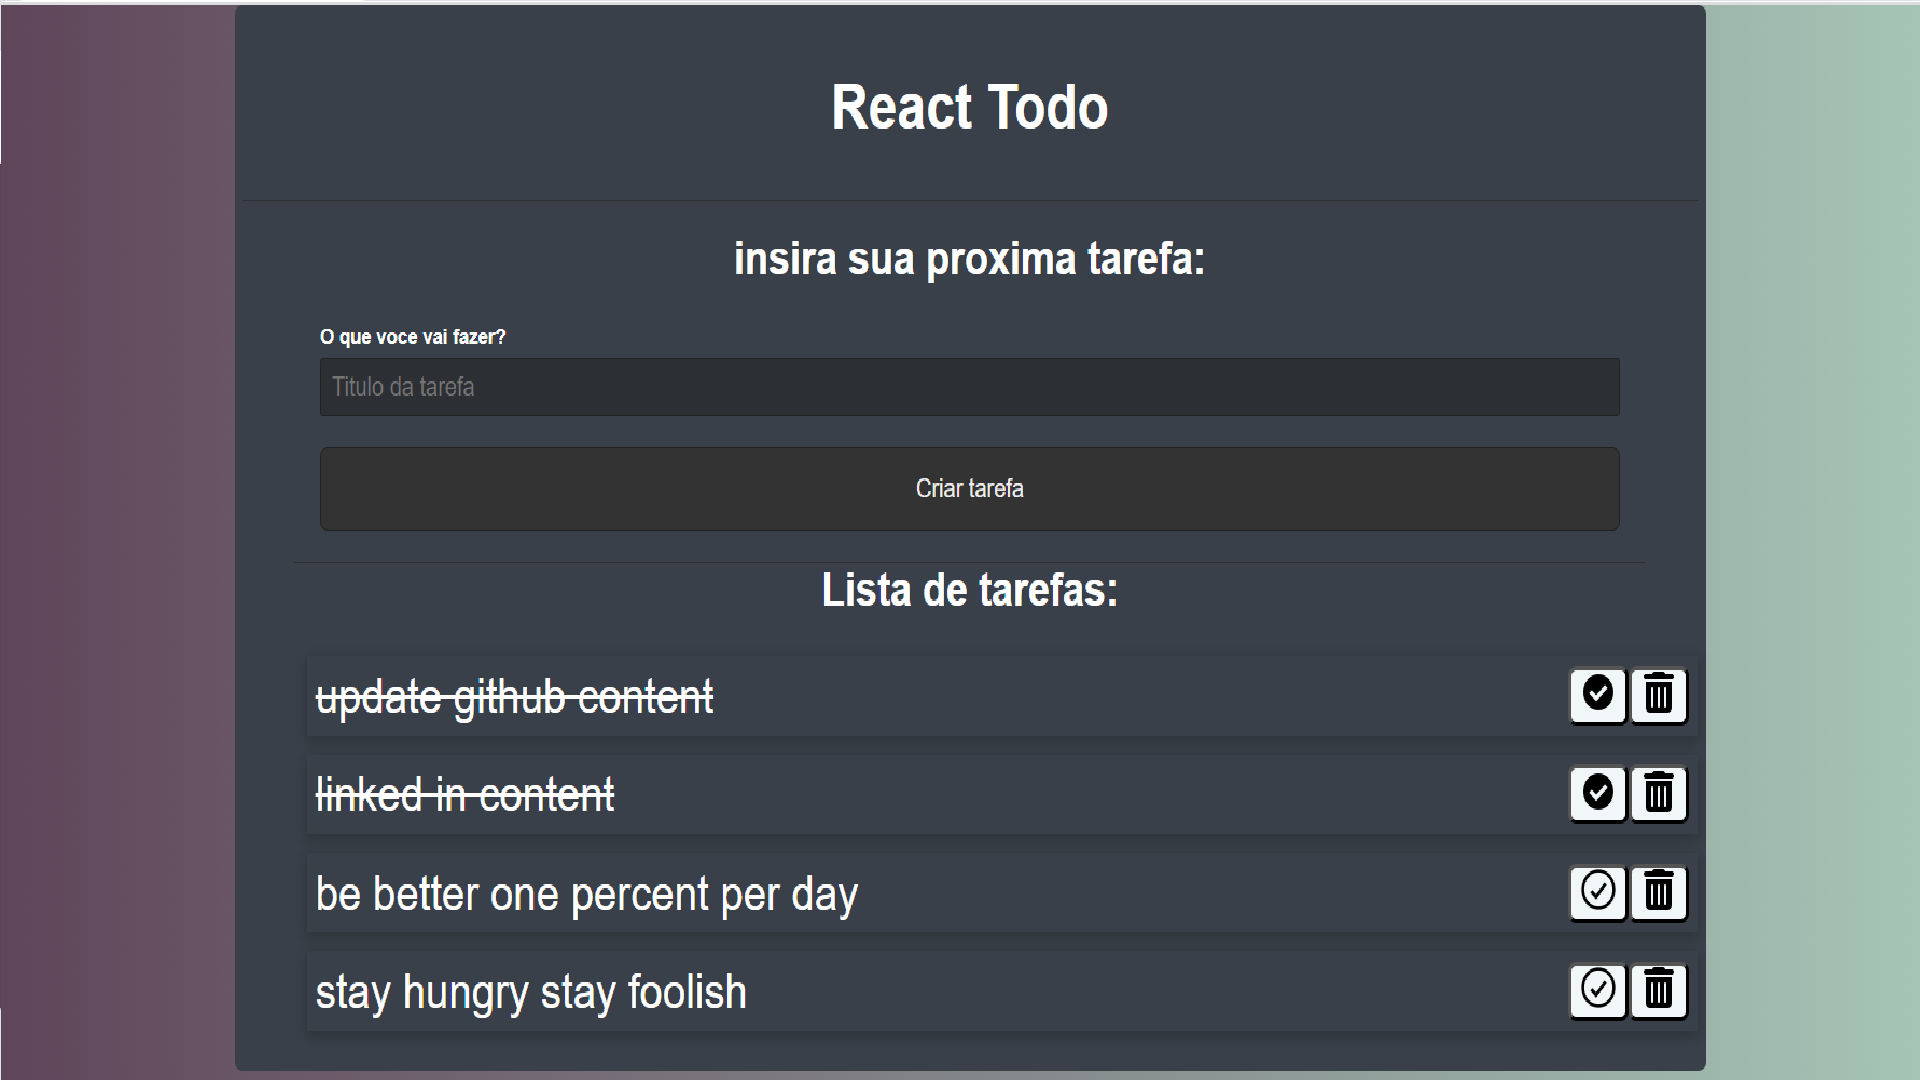 React Todo
insira sua proxima tarefa:
O que voce vai fazer?
Titulo da tarefa
Criar tarefa
Lista de tarefas:
update github content
linked in content
be better one percent per day
stay hungry stay foolish